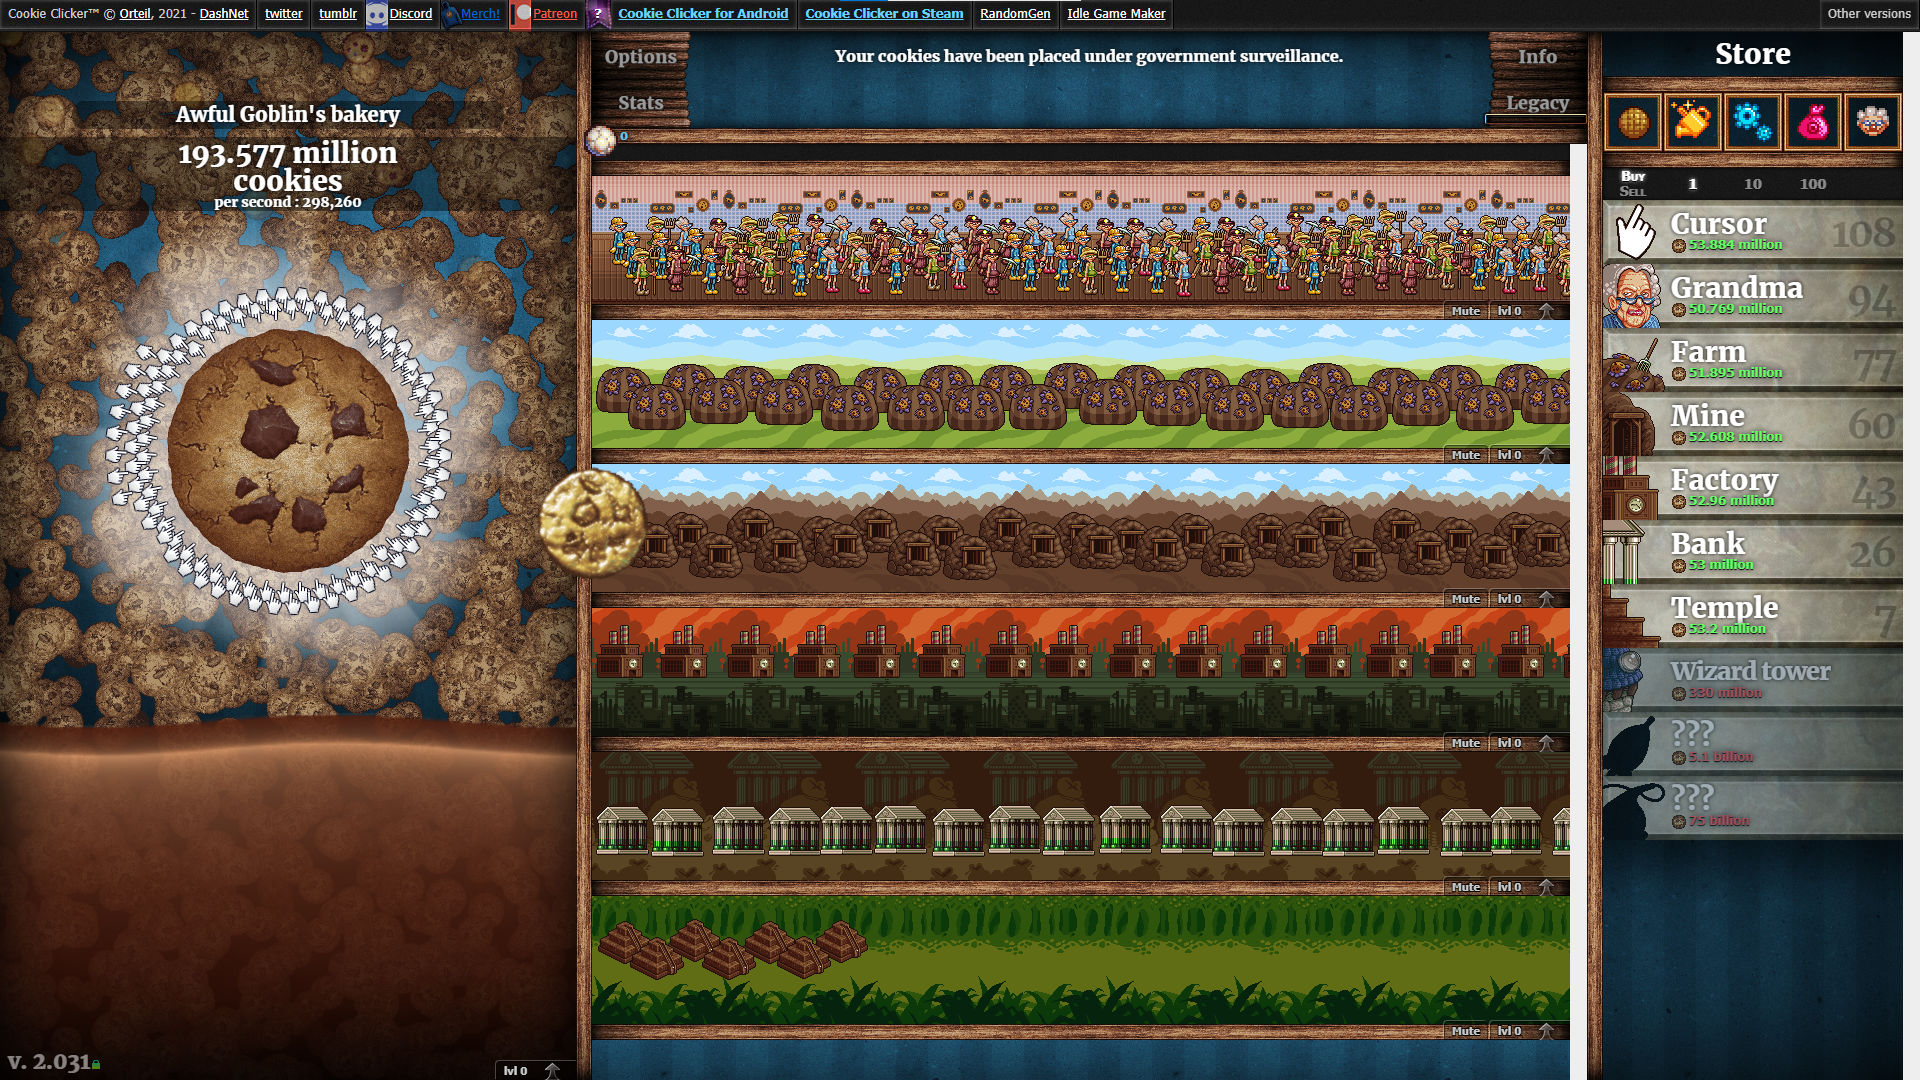 Cookie Clicker™ © Orteil, 2021 - DashNet
twitter
tumblr
Discord
Merch!
Patreon
?
Cookie Clicker for Android
Cookie Clicker on Steam
RandomGen
Idle Game Maker
Other versions
Awful Goblin's bakery
193.577 million
cookies
per second : 298,260
v. 2.031
lvl 0
Options
Stats
Your cookies have been placed under government surveillance.
Info
Legacy
0
Mute lvl 0
Mute lvl 0
Mute lvl 0
Mute lvl 0
Mute lvl 0
Mute lvl 0
Store
Buy
Sell
1 10 100
Cursor
53.884 million
108
Grandma
50.769 million
94
Farm
51.895 million
77
Mine
52.608 million
60
Factory
52.96 million
43
Bank
53 million
26
Temple
53.2 million
7
Wizard tower
330 million
???
5.1 billion
???
75 billion